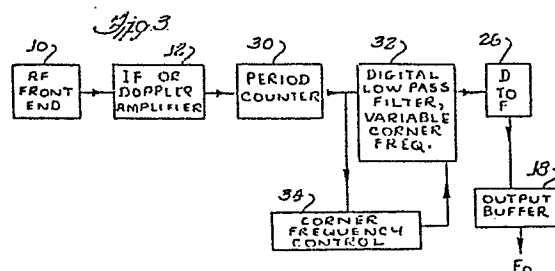 Fig. 3
10
RF
FRONT
END
12
IF OR
DOPPLER
AMPLIFIER
30
PERIOD
COUNTER
32
DIGITAL
LOW PASS
FILTER,
VARIABLE
CORNER
FREQ.
26
D
TO
F
34
CORNER
FREQUENCY
CONTROL
18
OUTPUT
BUFFER
Fo